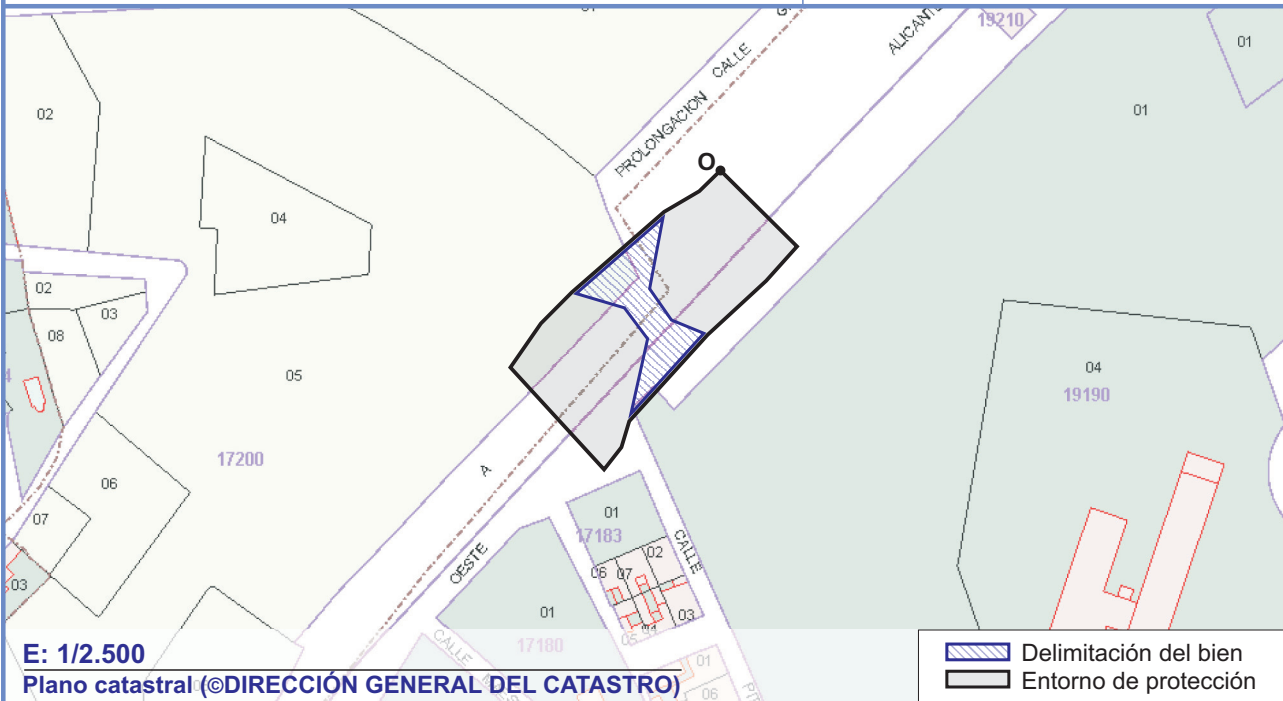 19210
01
02
01
PROLONGACION CALLE G.
ALICANTE
O
04
02
03
08
05
04
19190
17200
06
07
03
A
OESTE
01
17183
02
06 07
03
CALLE
01
17180
05 04
01
06
CALLE
E: 1/2.500
Plano catastral (©DIRECCIÓN GENERAL DEL CATASTRO)
Delimitación del bien
Entorno de protección